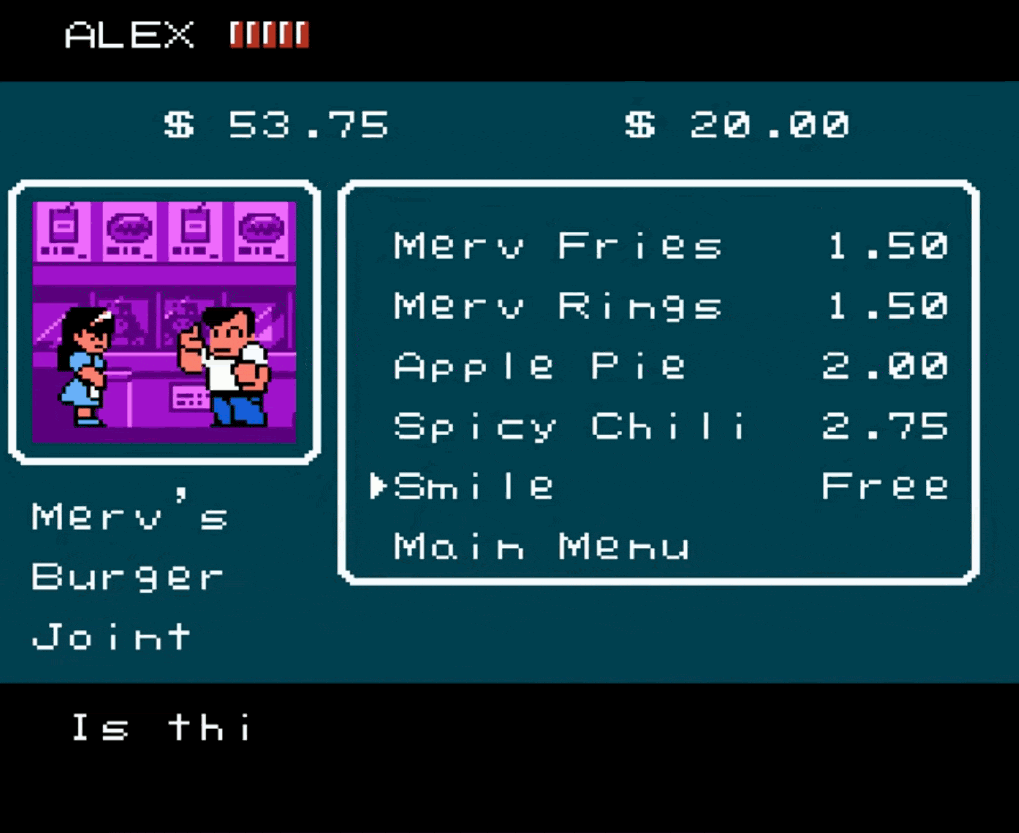 ALEX
$ 53.75 $ 20.00
Merv Fries 1.50
Merv Rings 1.50
Apple Pie 2.00
Spicy Chili 2.75
Smile Free
Main Menu
Merv's
Burger
Joint
Is thi